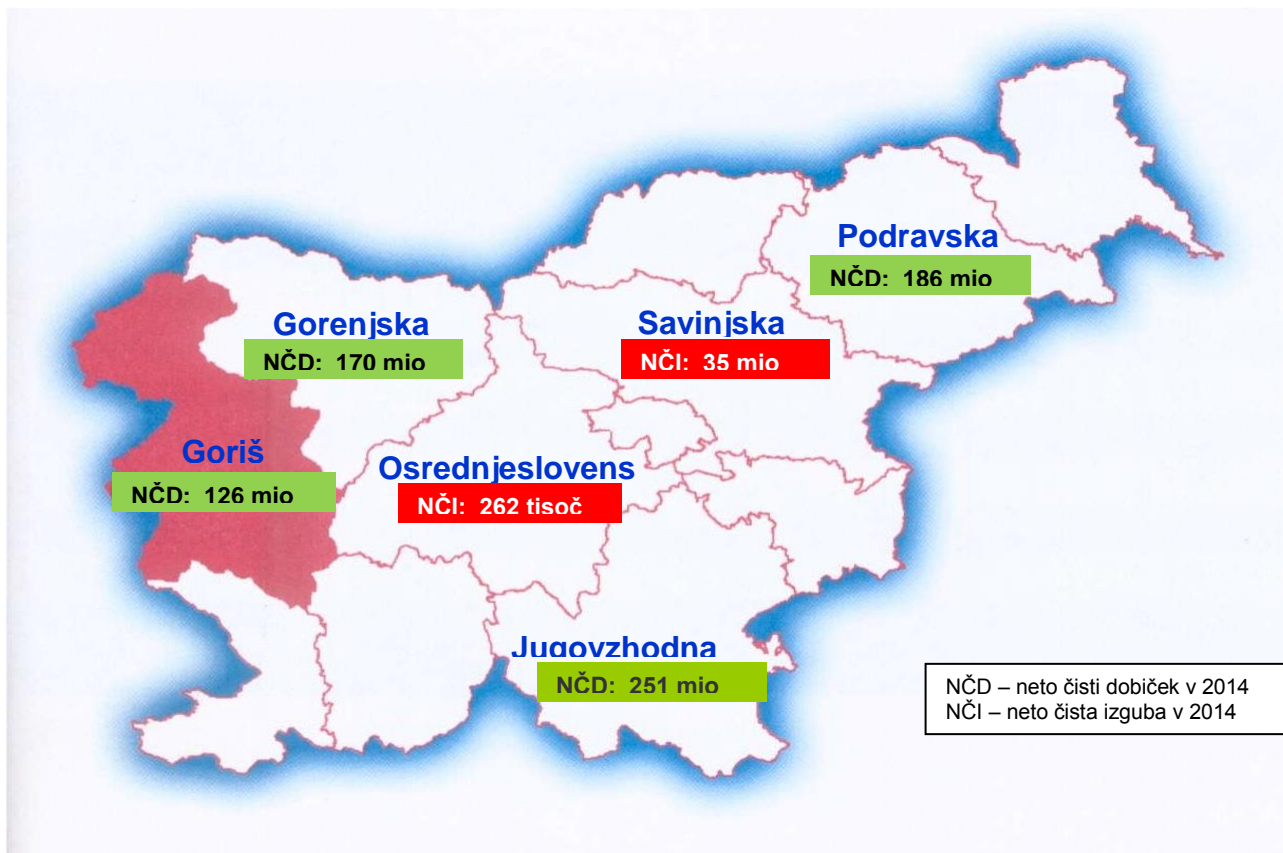 Podravska
NČD: 186 mio
Gorenjska
NČD: 170 mio
Savinjska
NČI: 35 mio
Goriš
NČD: 126 mio
Osrednjeslovens
NČI: 262 tisoč
Jugovzhodna
NČD: 251 mio
NČD – neto čisti dobiček v 2014
NČI – neto čista izguba v 2014